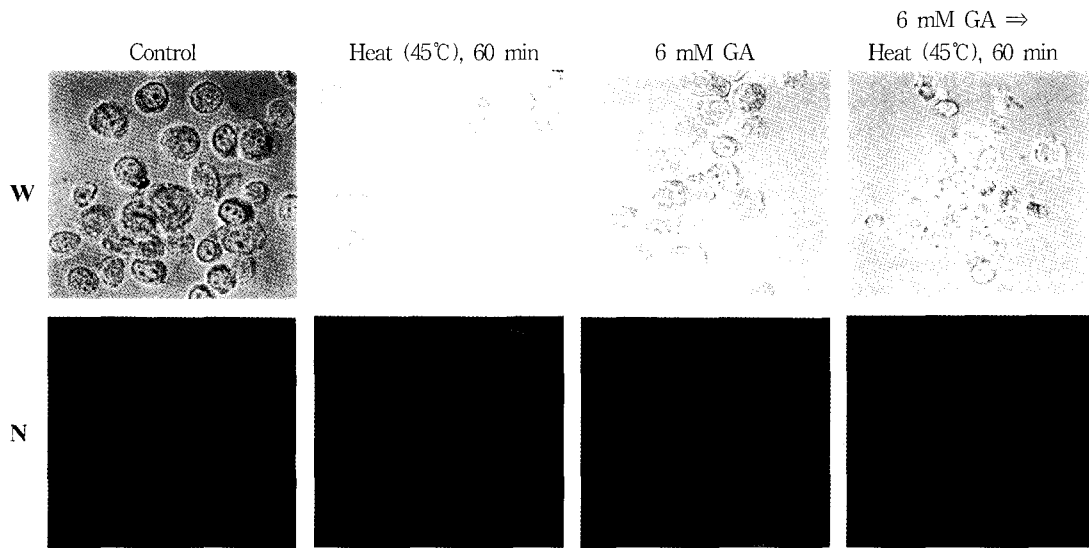 6 mM GA ⇒
Control Heat (45℃), 60 min 6 mM GA Heat (45℃), 60 min
W
N